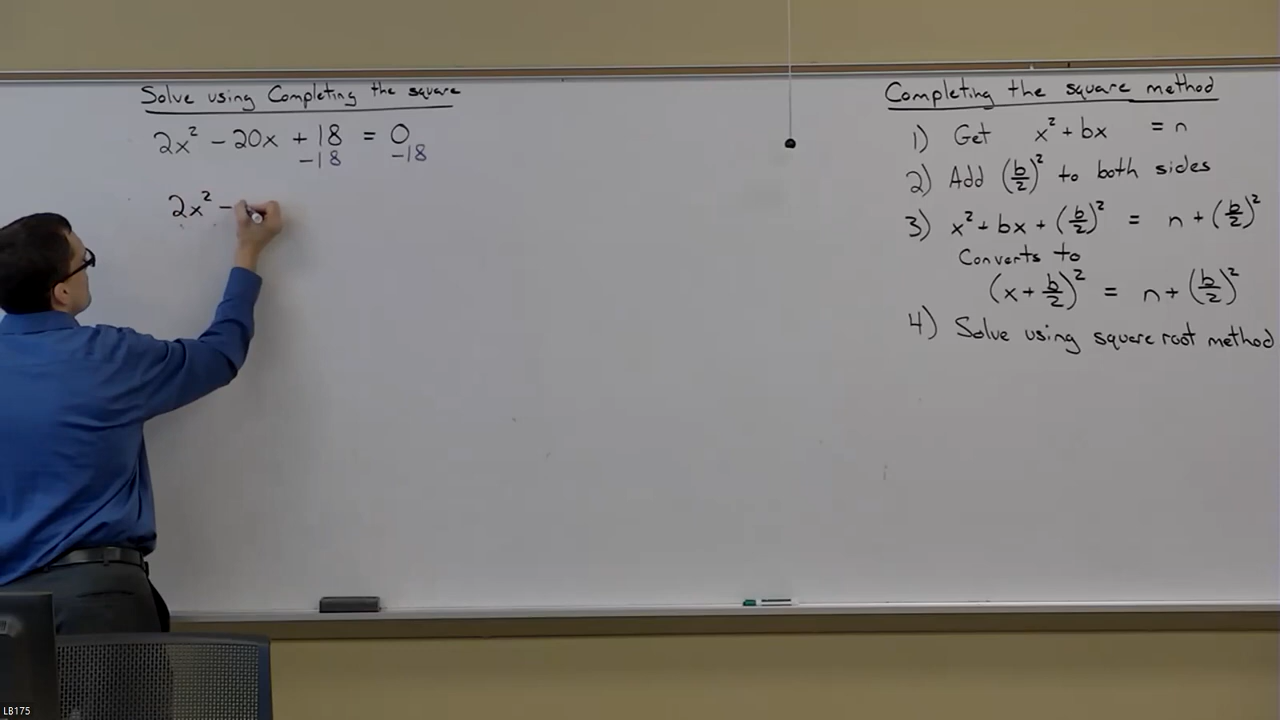 Solve using Completing the square
2x² - 20x + 18 = 0
-18 -18
2x² -
Completing the square method
1) Get x² + bx = n
2) Add (b/2)² to both sides
3) x² + bx + (b/2)² = n + (b/2)²
Converts to
(x + b/2)² = n + (b/2)²
4) Solve using square root method
LB175